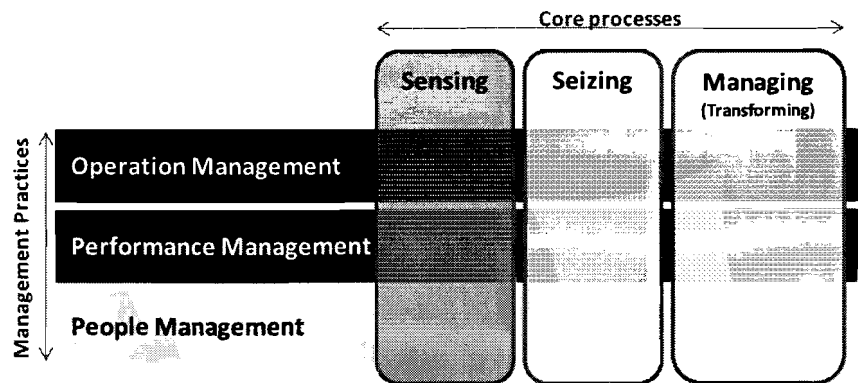 Core processes
Sensing
Seizing
Managing
(Transforming)
Management Practices
Operation Management
Performance Management
People Management